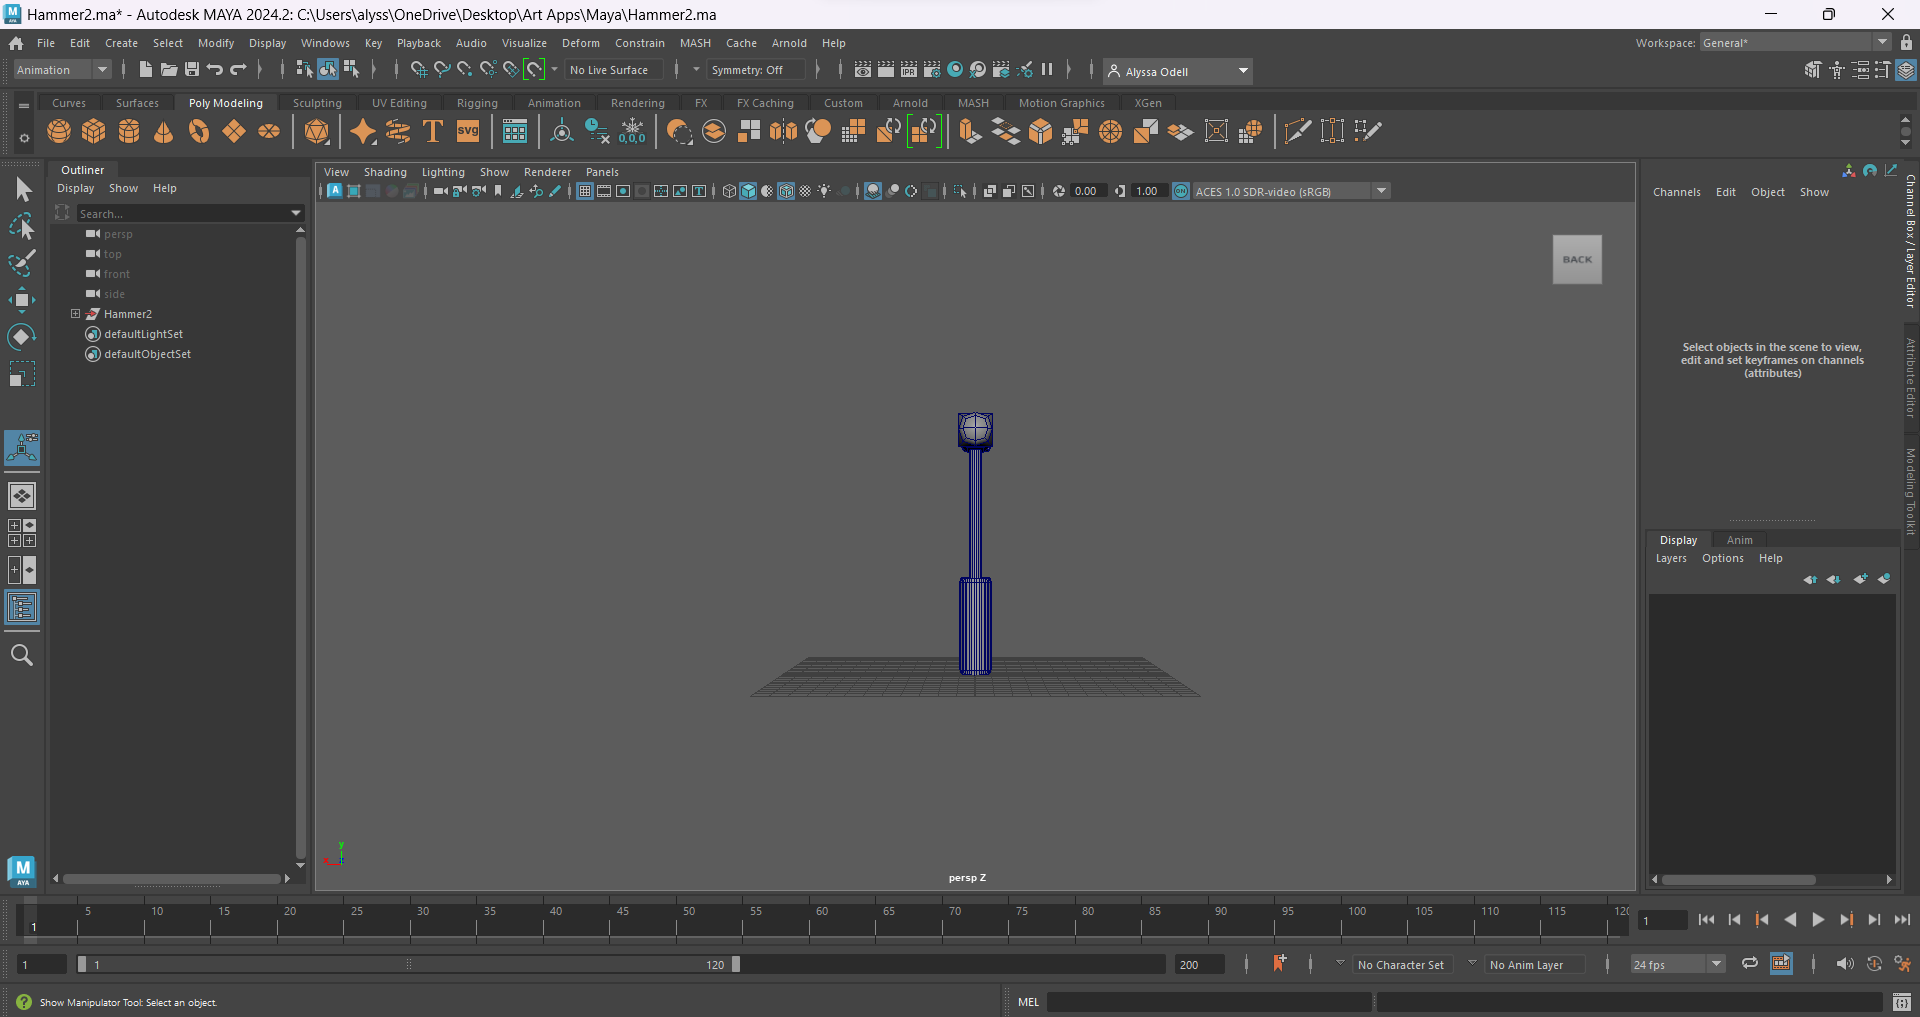 Hammer2.ma* - Autodesk MAYA 2024.2: C:\Users\alyss\OneDrive\Desktop\Art Apps\Maya\Hammer2.ma
File Edit Create Select Modify Display Windows Key Playback Audio Visualize Deform Constrain MASH Cache Arnold Help
Workspace: General*
Animation
No Live Surface
Symmetry: Off
IPR
Alyssa Odell
Curves Surfaces Poly Modeling Sculpting UV Editing Rigging Animation Rendering FX FX Caching Custom Arnold MASH Motion Graphics XGen
T
SVG
0,0,0
Outliner
Display Show Help
Search...
persp
top
front
side
Hammer2
defaultLightSet
defaultObjectSet
View Shading Lighting Show Renderer Panels
0.00
1.00
ON
ACES 1.0 SDR-video (sRGB)
BACK
y
x
z
persp Z
Channels Edit Object Show
Select objects in the scene to view,
edit and set keyframes on channels
(attributes)
Channel Box / Layer Editor
Attribute Editor
Modeling Toolkit
Display Anim
Layers Options Help
M
AYA
1
5 10 15 20 25 30 35 40 45 50 55 60 65 70 75 80 85 90 95 100 105 110 115 120
1
1
1
120
200
No Character Set
No Anim Layer
24 fps
Show Manipulator Tool: Select an object.
MEL